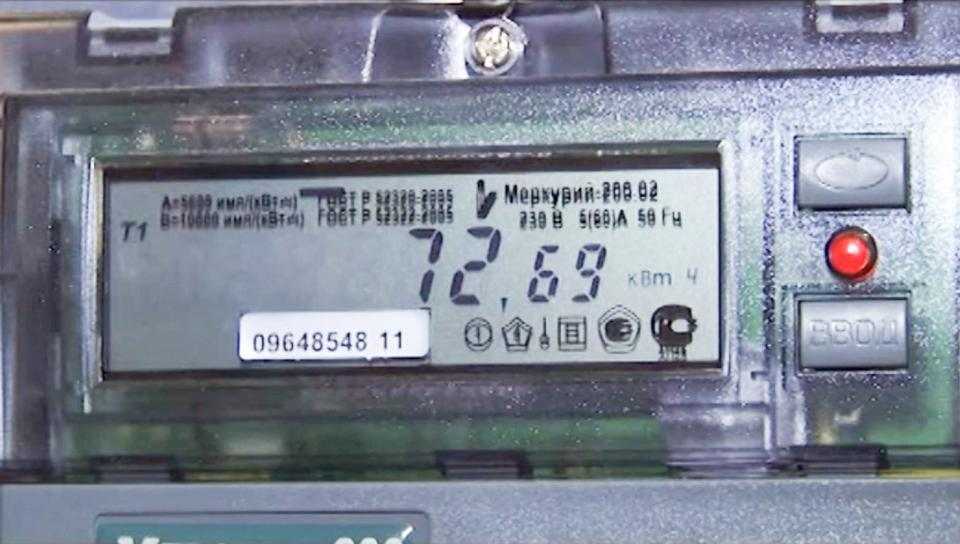 A=5000 имп/(кВт·ч) ГОСТ Р 52320-2005 Меркурий-200.02
В=10000 имп/(кВт·ч) ГОСТ Р 52322-2005 230 В 5(60)А 50 Гц
Т1
72,69 кВт ч
09648548 11
ВВОД